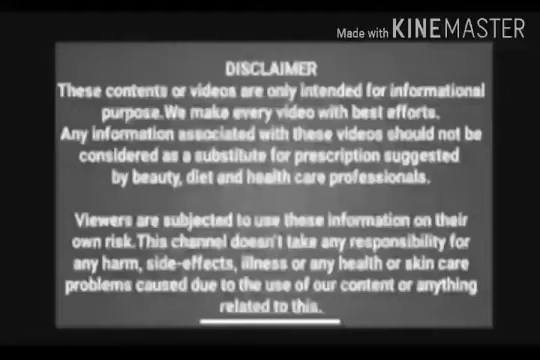 Made with KINEMASTER
DISCLAIMER
These contents or videos are only intended for informational
purpose.We make every video with best efforts.
Any information associated with these videos should not be
considered as a substitute for prescription suggested
by beauty, diet and health care professionals.
Viewers are subjected to use these information on their
own risk.This channel doesn't take any responsibility for
any harm, side-effects, illness or any health or skin care
problems caused due to the use of our content or anything
related to this.